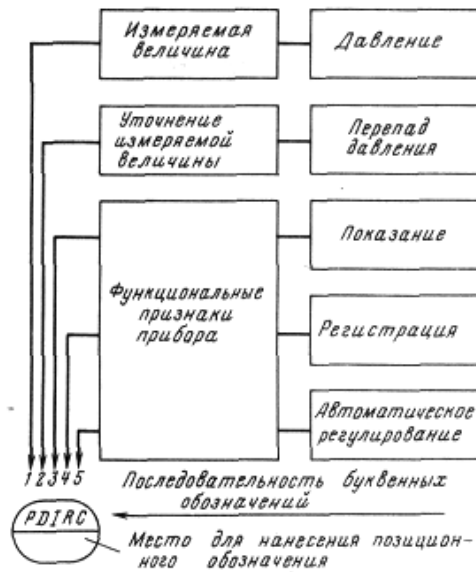 Измеряемая
величина
Давление
Уточнение
измеряемой
величины
Перепад
давления
Функциональные
признаки
прибора
Показание
Регистрация
Автоматическое
регулирование
1 2 3 4 5
Последовательность буквенных
обозначений
PDIRC
Место для нанесения позицион-
ного обозначения